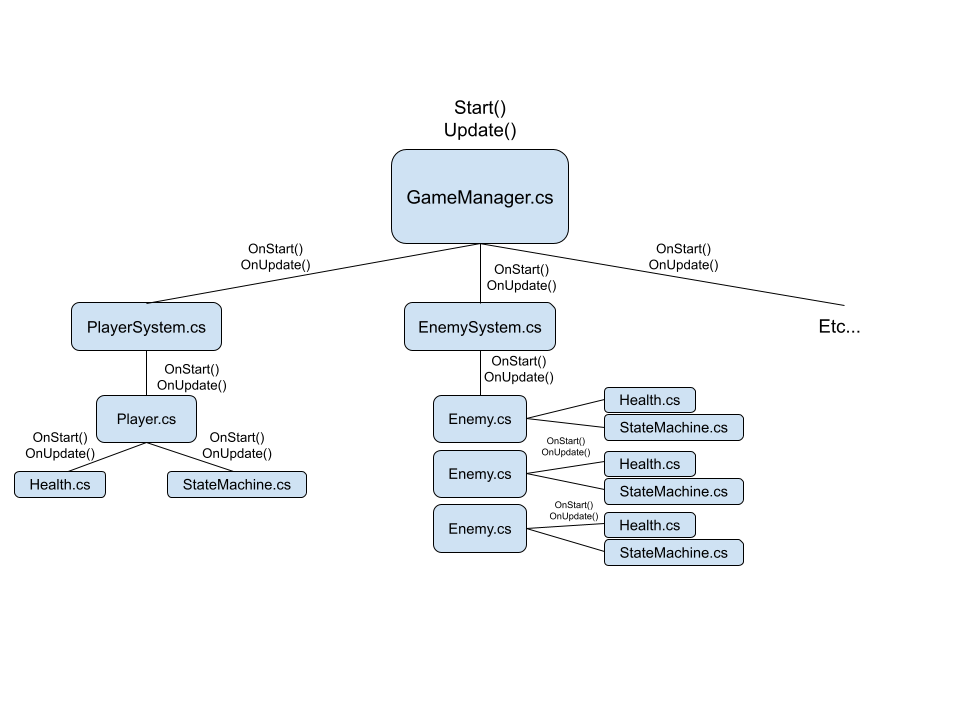 Start()
Update()
GameManager.cs
OnStart()
OnUpdate()
OnStart()
OnUpdate()
OnStart()
OnUpdate()
PlayerSystem.cs
EnemySystem.cs
Etc...
OnStart()
OnUpdate()
OnStart()
OnUpdate()
Player.cs
OnStart()
OnUpdate()
OnStart()
OnUpdate()
Health.cs
StateMachine.cs
Enemy.cs
Health.cs
StateMachine.cs
OnStart()
OnUpdate()
Enemy.cs
Health.cs
StateMachine.cs
OnStart()
OnUpdate()
Enemy.cs
Health.cs
StateMachine.cs